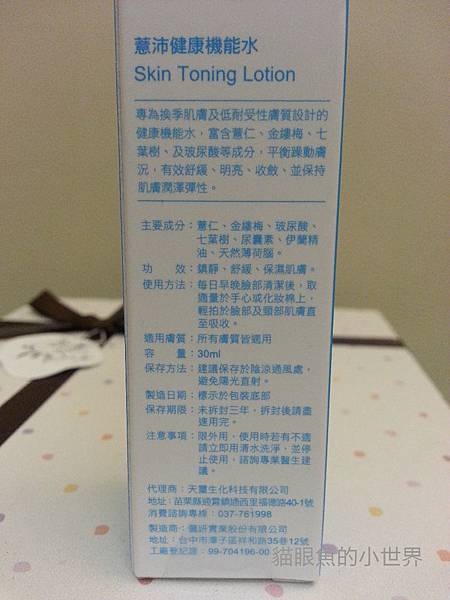 薏沛健康機能水
Skin Toning Lotion
專為換季肌膚及低耐受性膚質設計的
健康機能水，富含薏仁、金縷梅、七
葉樹、及玻尿酸等成分，平衡躁動膚
況，有效舒緩、明亮、收斂、並保持
肌膚潤澤彈性。
主要成分：薏仁、金縷梅、玻尿酸、
七葉樹、尿囊素、伊蘭精
油、天然薄荷腦。
功　　效：鎮靜、舒緩、保濕肌膚。
使用方法：每日早晚臉部清潔後，取
適量於手心或化妝棉上，
輕拍於臉部及頸部肌膚直
至吸收。
適用膚質：所有膚質皆適用
容　　量：30ml
保存方法：建議保存於陰涼通風處，
避免陽光直射。
製造日期：標示於包裝底部
保存期限：未拆封三年，拆封後請盡
速用完。
注意事項：限外用，使用時若有不適
請立即用清水洗淨，並停
止使用，諮詢專業醫生建
議。
代理商：天璽生化科技有限公司
地址：苗栗縣通霄鎮通西里福德路40-1號
消費諮詢專線：037-761998
製造商：儷妍實業股份有限公司
地址：台中市潭子區祥和路35巷12號
工廠登記證：99-704196-00
貓眼魚的小世界